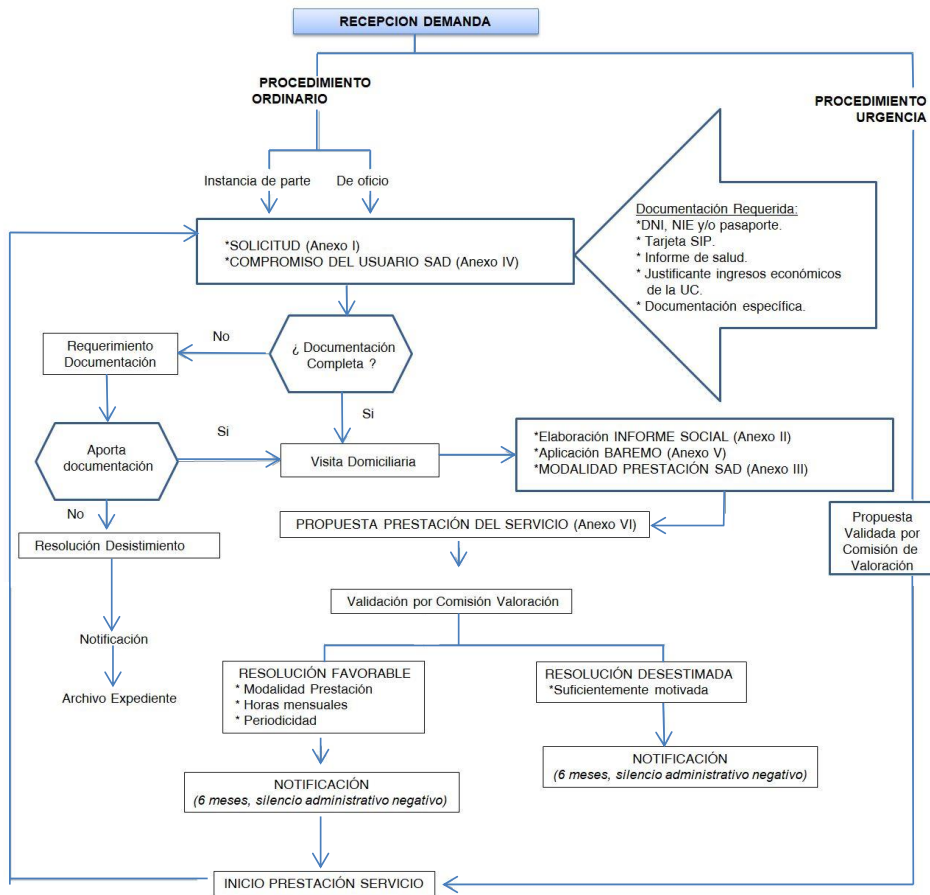 RECEPCION DEMANDA
PROCEDIMIENTO
ORDINARIO
PROCEDIMIENTO
URGENCIA
Instancia de parte
De oficio
Documentación Requerida:
*DNI, NIE y/o pasaporte.
* Tarjeta SIP.
* Informe de salud.
* Justificante ingresos económicos
de la UC.
* Documentación específica.
*SOLICITUD (Anexo I)
*COMPROMISO DEL USUARIO SAD (Anexo IV)
¿ Documentación
Completa ?
No
Requerimiento
Documentación
Si
Aporta
documentación
Si
Visita Domiciliaria
*Elaboración INFORME SOCIAL (Anexo II)
*Aplicación BAREMO (Anexo V)
*MODALIDAD PRESTACIÓN SAD (Anexo III)
No
Resolución Desistimiento
PROPUESTA PRESTACIÓN DEL SERVICIO (Anexo VI)
Propuesta
Validada por
Comisión de
Valoración
Validación por Comisión Valoración
Notificación
Archivo Expediente
RESOLUCIÓN FAVORABLE
* Modalidad Prestación
* Horas mensuales
* Periodicidad
RESOLUCIÓN DESESTIMADA
*Suficientemente motivada
NOTIFICACIÓN
(6 meses, silencio administrativo negativo)
NOTIFICACIÓN
(6 meses, silencio administrativo negativo)
INICIO PRESTACIÓN SERVICIO